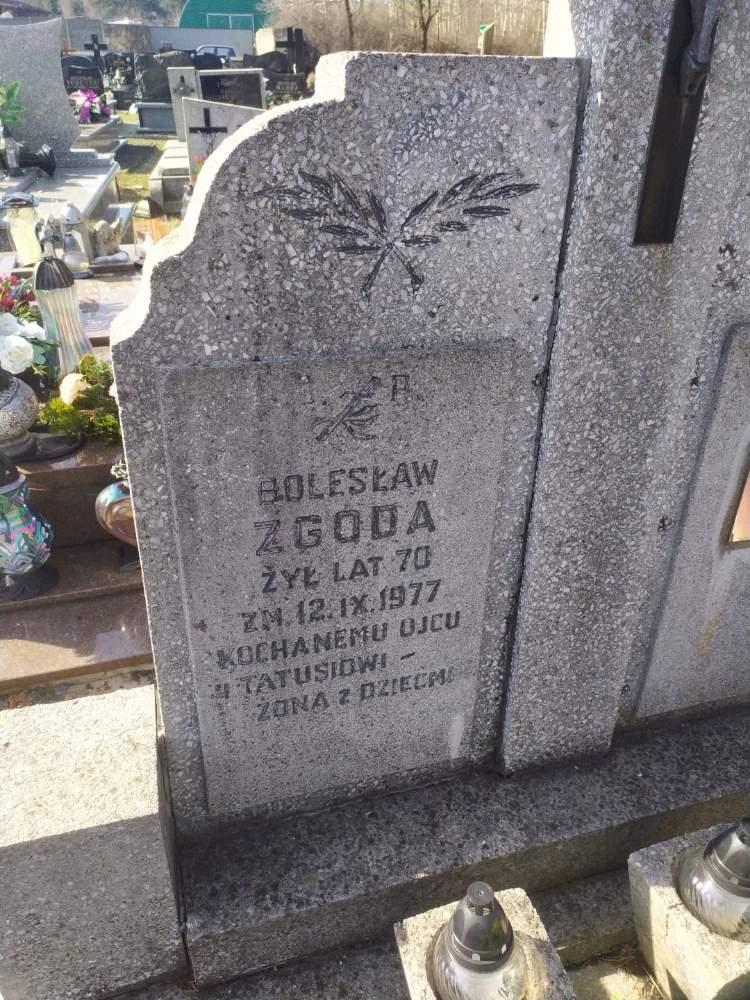 Ś. P.
BOLESŁAW
ZGODA
ŻYŁ LAT 70
ZM. 12.IX.1977
KOCHANEMU OJCU
I TATUSIOWI –
ŻONA Z DZIEĆMI